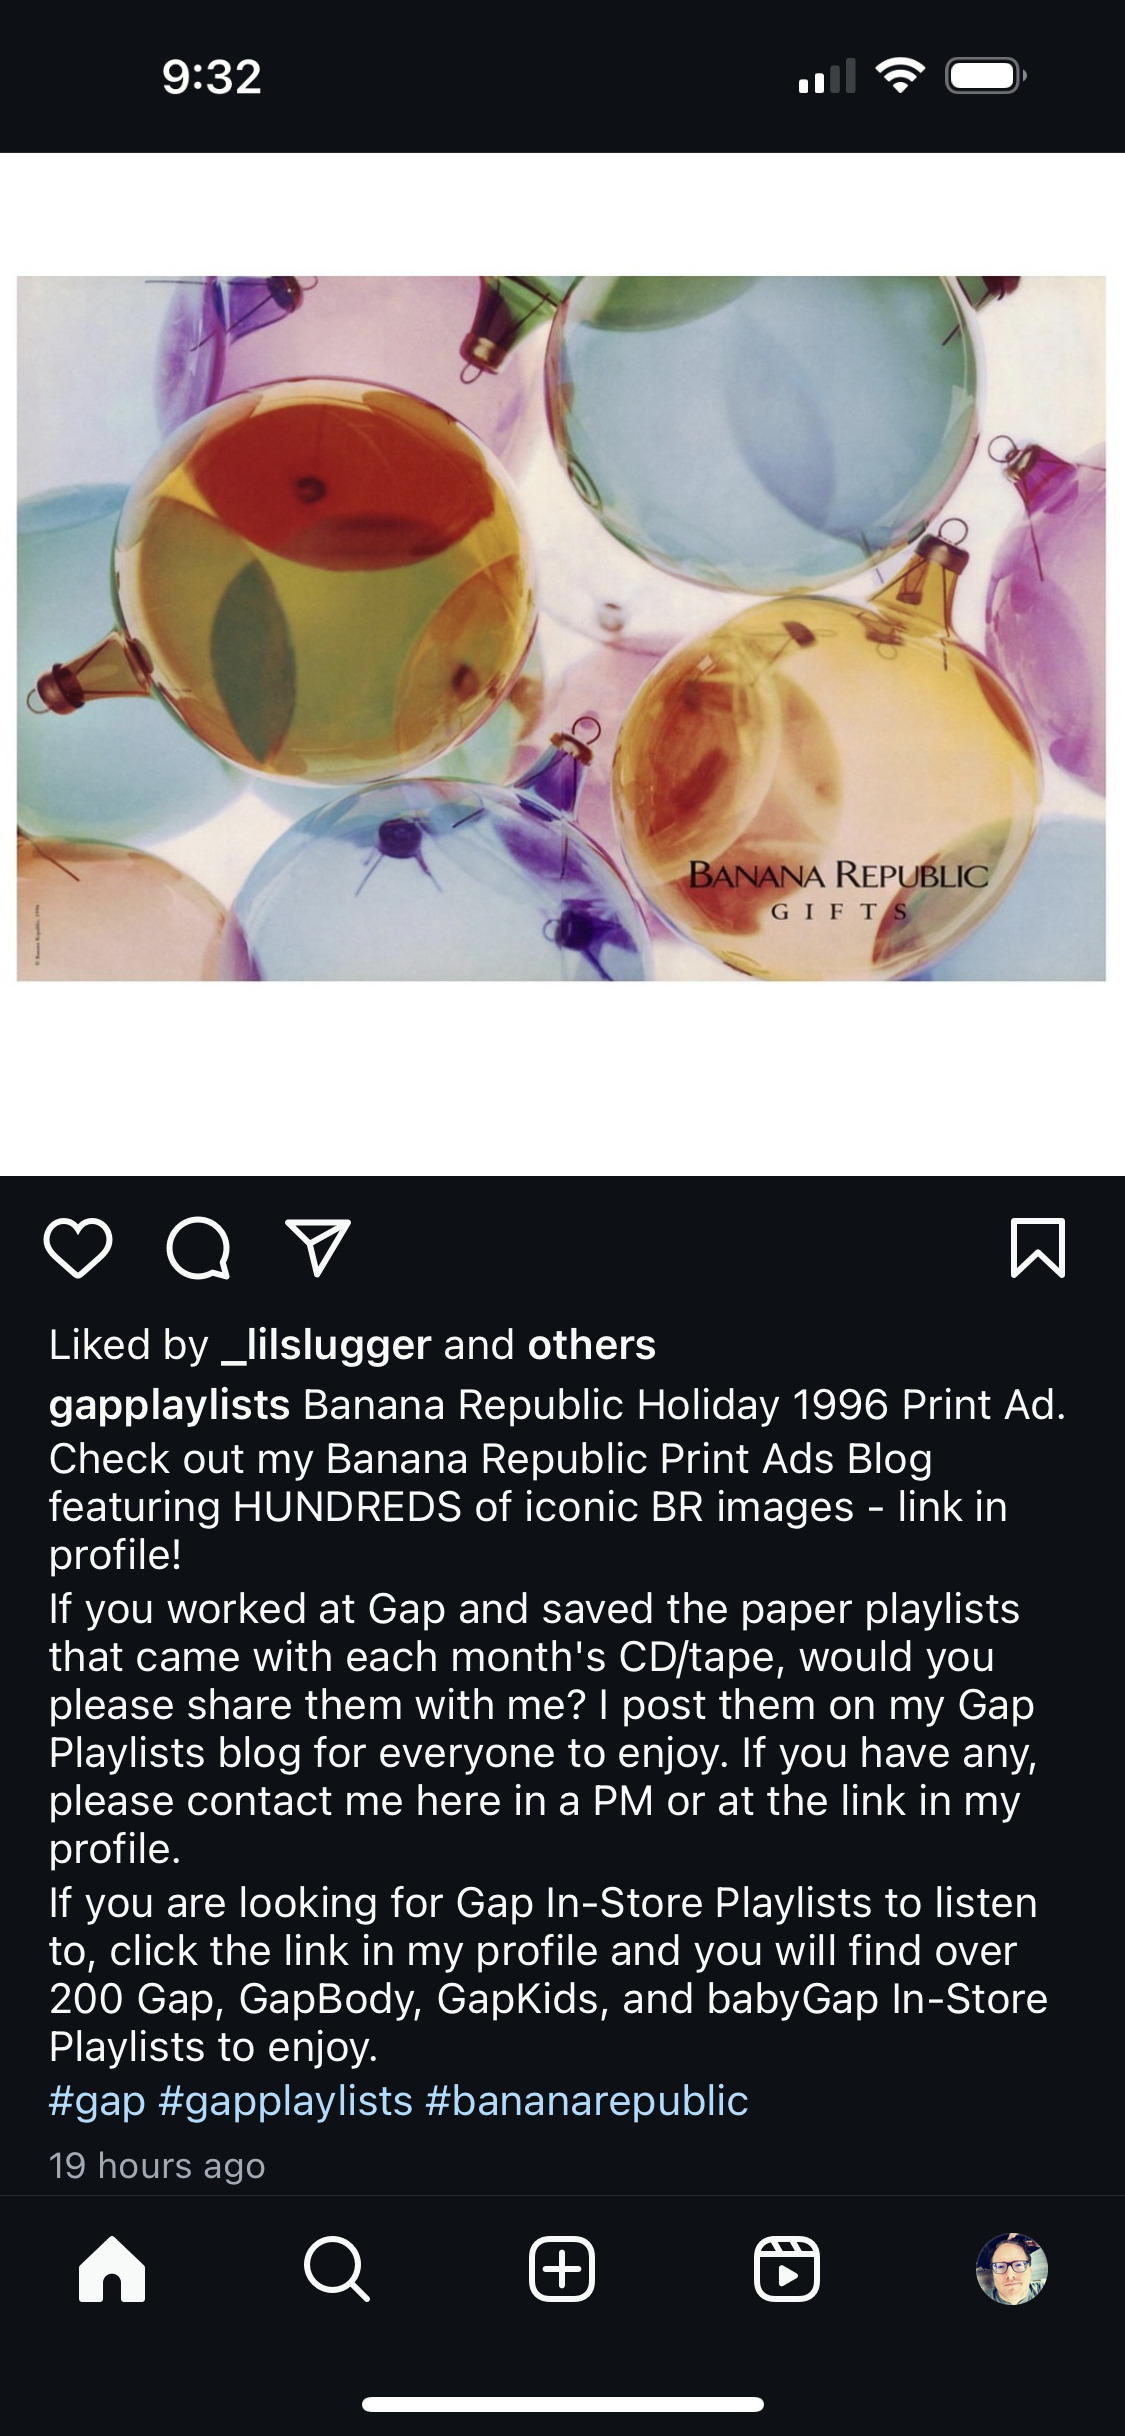 9:32
BANANA REPUBLIC
GIFTS
© Banana Republic, 1996
Liked by _lilslugger and others
gapplaylists Banana Republic Holiday 1996 Print Ad.
Check out my Banana Republic Print Ads Blog
featuring HUNDREDS of iconic BR images - link in
profile!
If you worked at Gap and saved the paper playlists
that came with each month's CD/tape, would you
please share them with me? I post them on my Gap
Playlists blog for everyone to enjoy. If you have any,
please contact me here in a PM or at the link in my
profile.
If you are looking for Gap In-Store Playlists to listen
to, click the link in my profile and you will find over
200 Gap, GapBody, GapKids, and babyGap In-Store
Playlists to enjoy.
#gap #gapplaylists #bananarepublic
19 hours ago